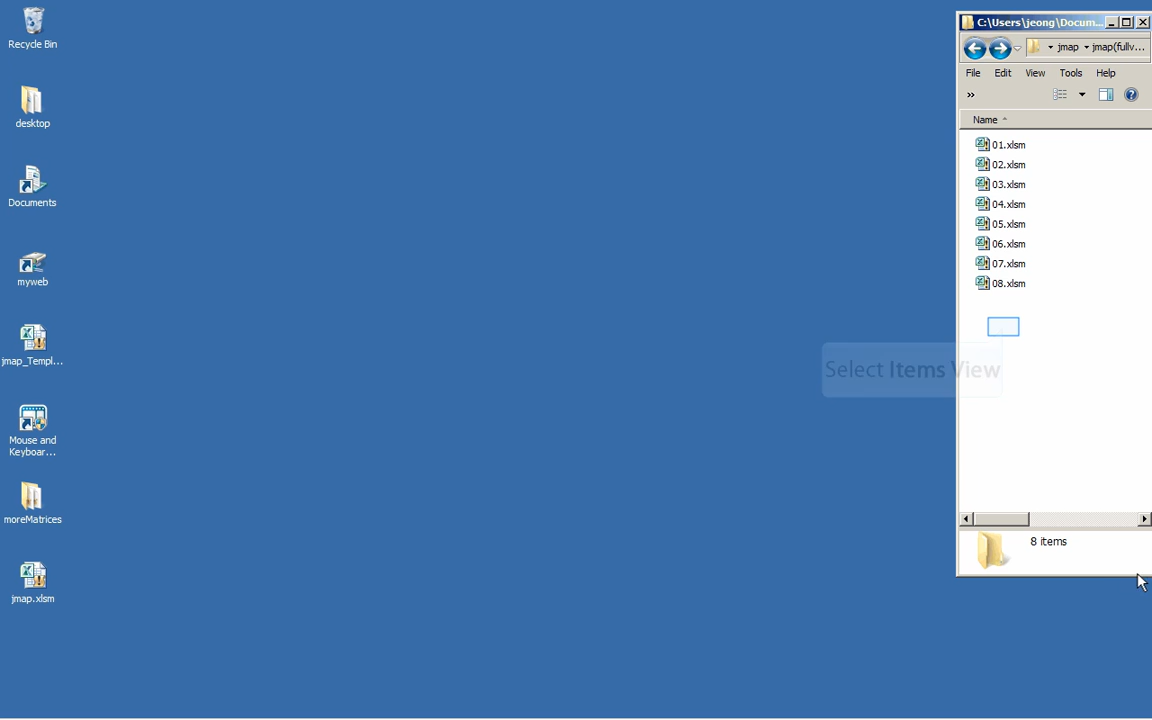 Recycle Bin
desktop
Documents
myweb
jmap_Templ...
Mouse and
Keyboar...
moreMatrices
jmap.xlsm
C:\Users\jeong\Docum...
jmap
jmap(fullv...
File Edit View Tools Help
»
Name
01.xlsm
02.xlsm
03.xlsm
04.xlsm
05.xlsm
06.xlsm
07.xlsm
08.xlsm
Select Items View
8 items